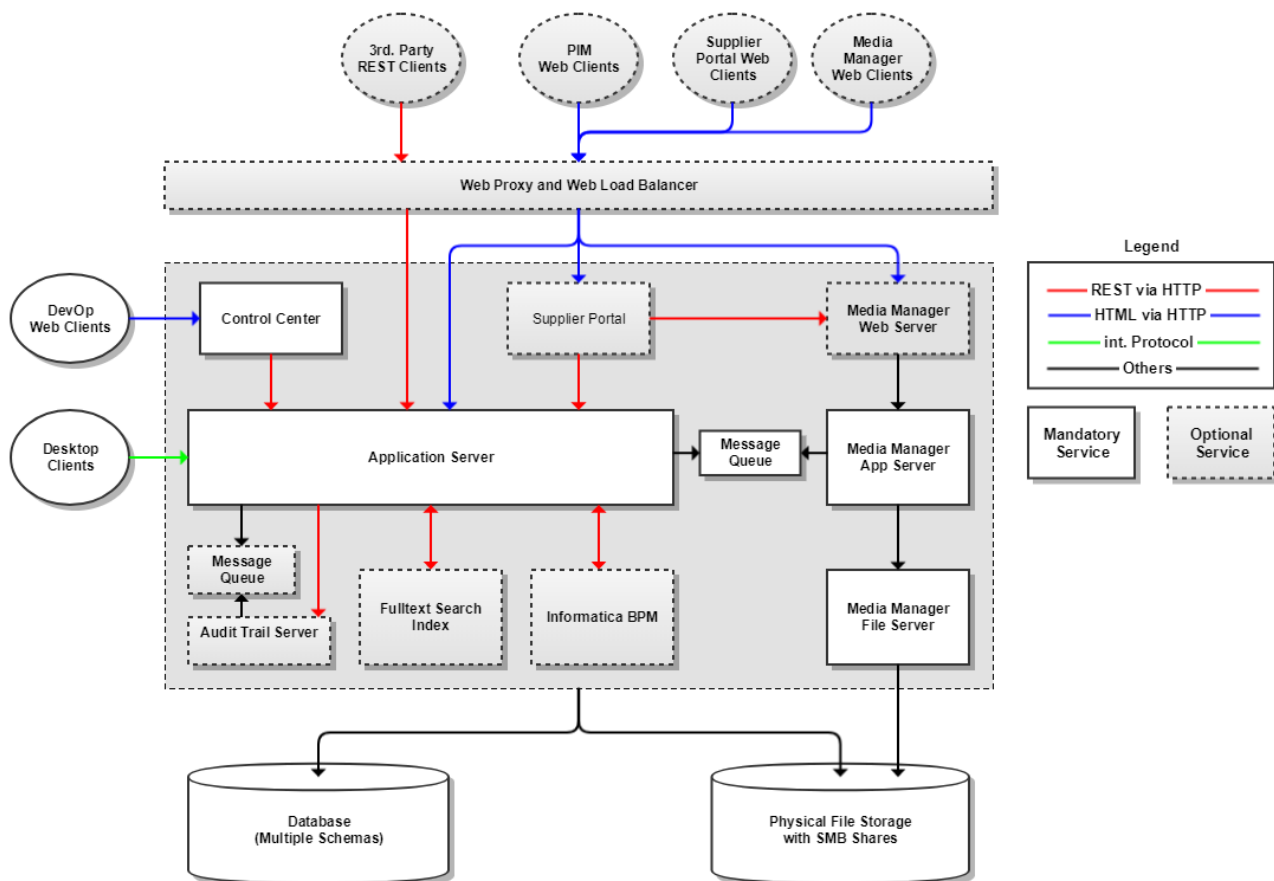 3rd. Party
REST Clients
PIM
Web Clients
Supplier
Portal Web
Clients
Media
Manager
Web Clients
Web Proxy and Web Load Balancer
Legend
REST via HTTP
HTML via HTTP
int. Protocol
Others
Mandatory
Service
Optional
Service
DevOp
Web Clients
Control Center
Supplier Portal
Media Manager
Web Server
Desktop
Clients
Application Server
Message
Queue
Media Manager
App Server
Message
Queue
Audit Trail Server
Fulltext Search
Index
Informatica BPM
Media Manager
File Server
Database
(Multiple Schemas)
Physical File Storage
with SMB Shares